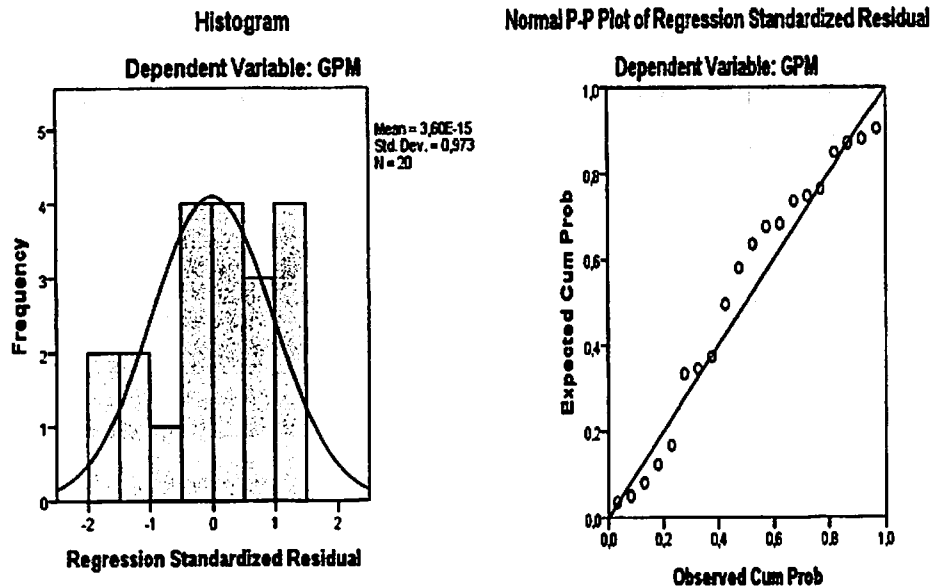 Histogram
Dependent Variable: GPM
Mean = 3,60E-15
Std. Dev. = 0,973
N = 20
5
4
3
2
1
0
Frequency
-2
-1
0
1
2
Regression Standardized Residual
Normal P-P Plot of Regression Standardized Residual
Dependent Variable: GPM
1,0
0,8
0,6
0,4
0,2
0,0
Expected Cum Prob
0,0
0,2
0,4
0,6
0,8
1,0
Observed Cum Prob